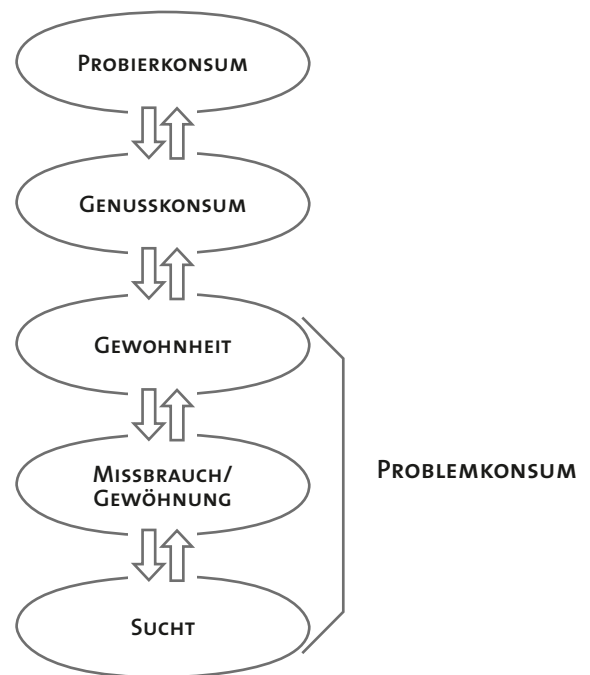 PROBIERKONSUM
GENUSSKONSUM
GEWOHNHEIT
MISSBRAUCH/
GEWÖHNUNG
PROBLEMKONSUM
SUCHT